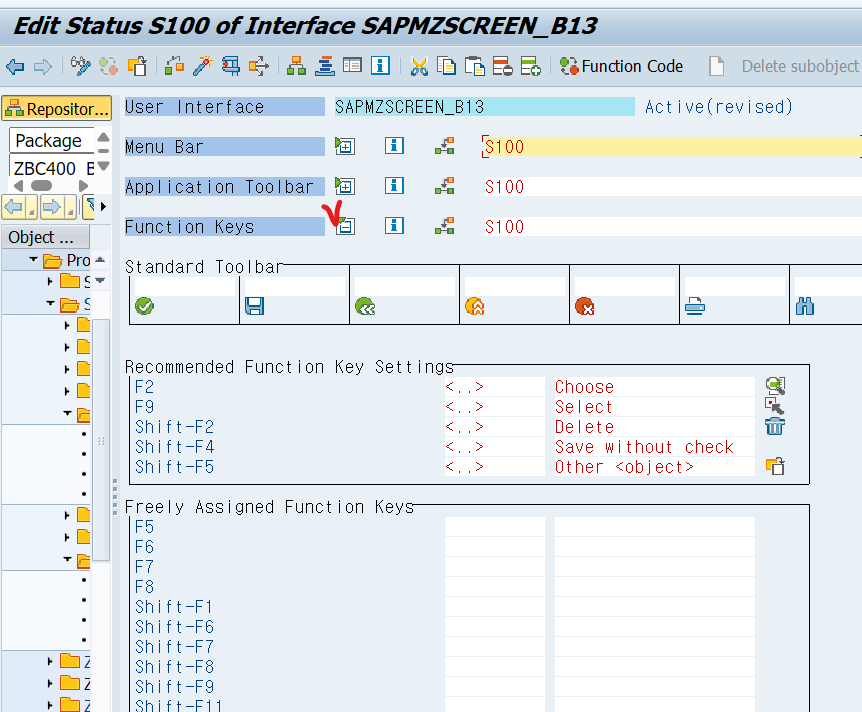 Edit Status S100 of Interface SAPMZSCREEN_B13
Function Code Delete subobject
Repositor...
Package
ZBC400 B
Object ...
Pro
S
S
Z
Z
Z
User Interface SAPMZSCREEN_B13 Active(revised)
Menu Bar S100
Application Toolbar S100
Function Keys S100
Standard Toolbar
Recommended Function Key Settings
F2 <..> Choose
F9 <..> Select
Shift-F2 <..> Delete
Shift-F4 <..> Save without check
Shift-F5 <..> Other <object>
Freely Assigned Function Keys
F5
F6
F7
F8
Shift-F1
Shift-F6
Shift-F7
Shift-F8
Shift-F9
Shift-F11